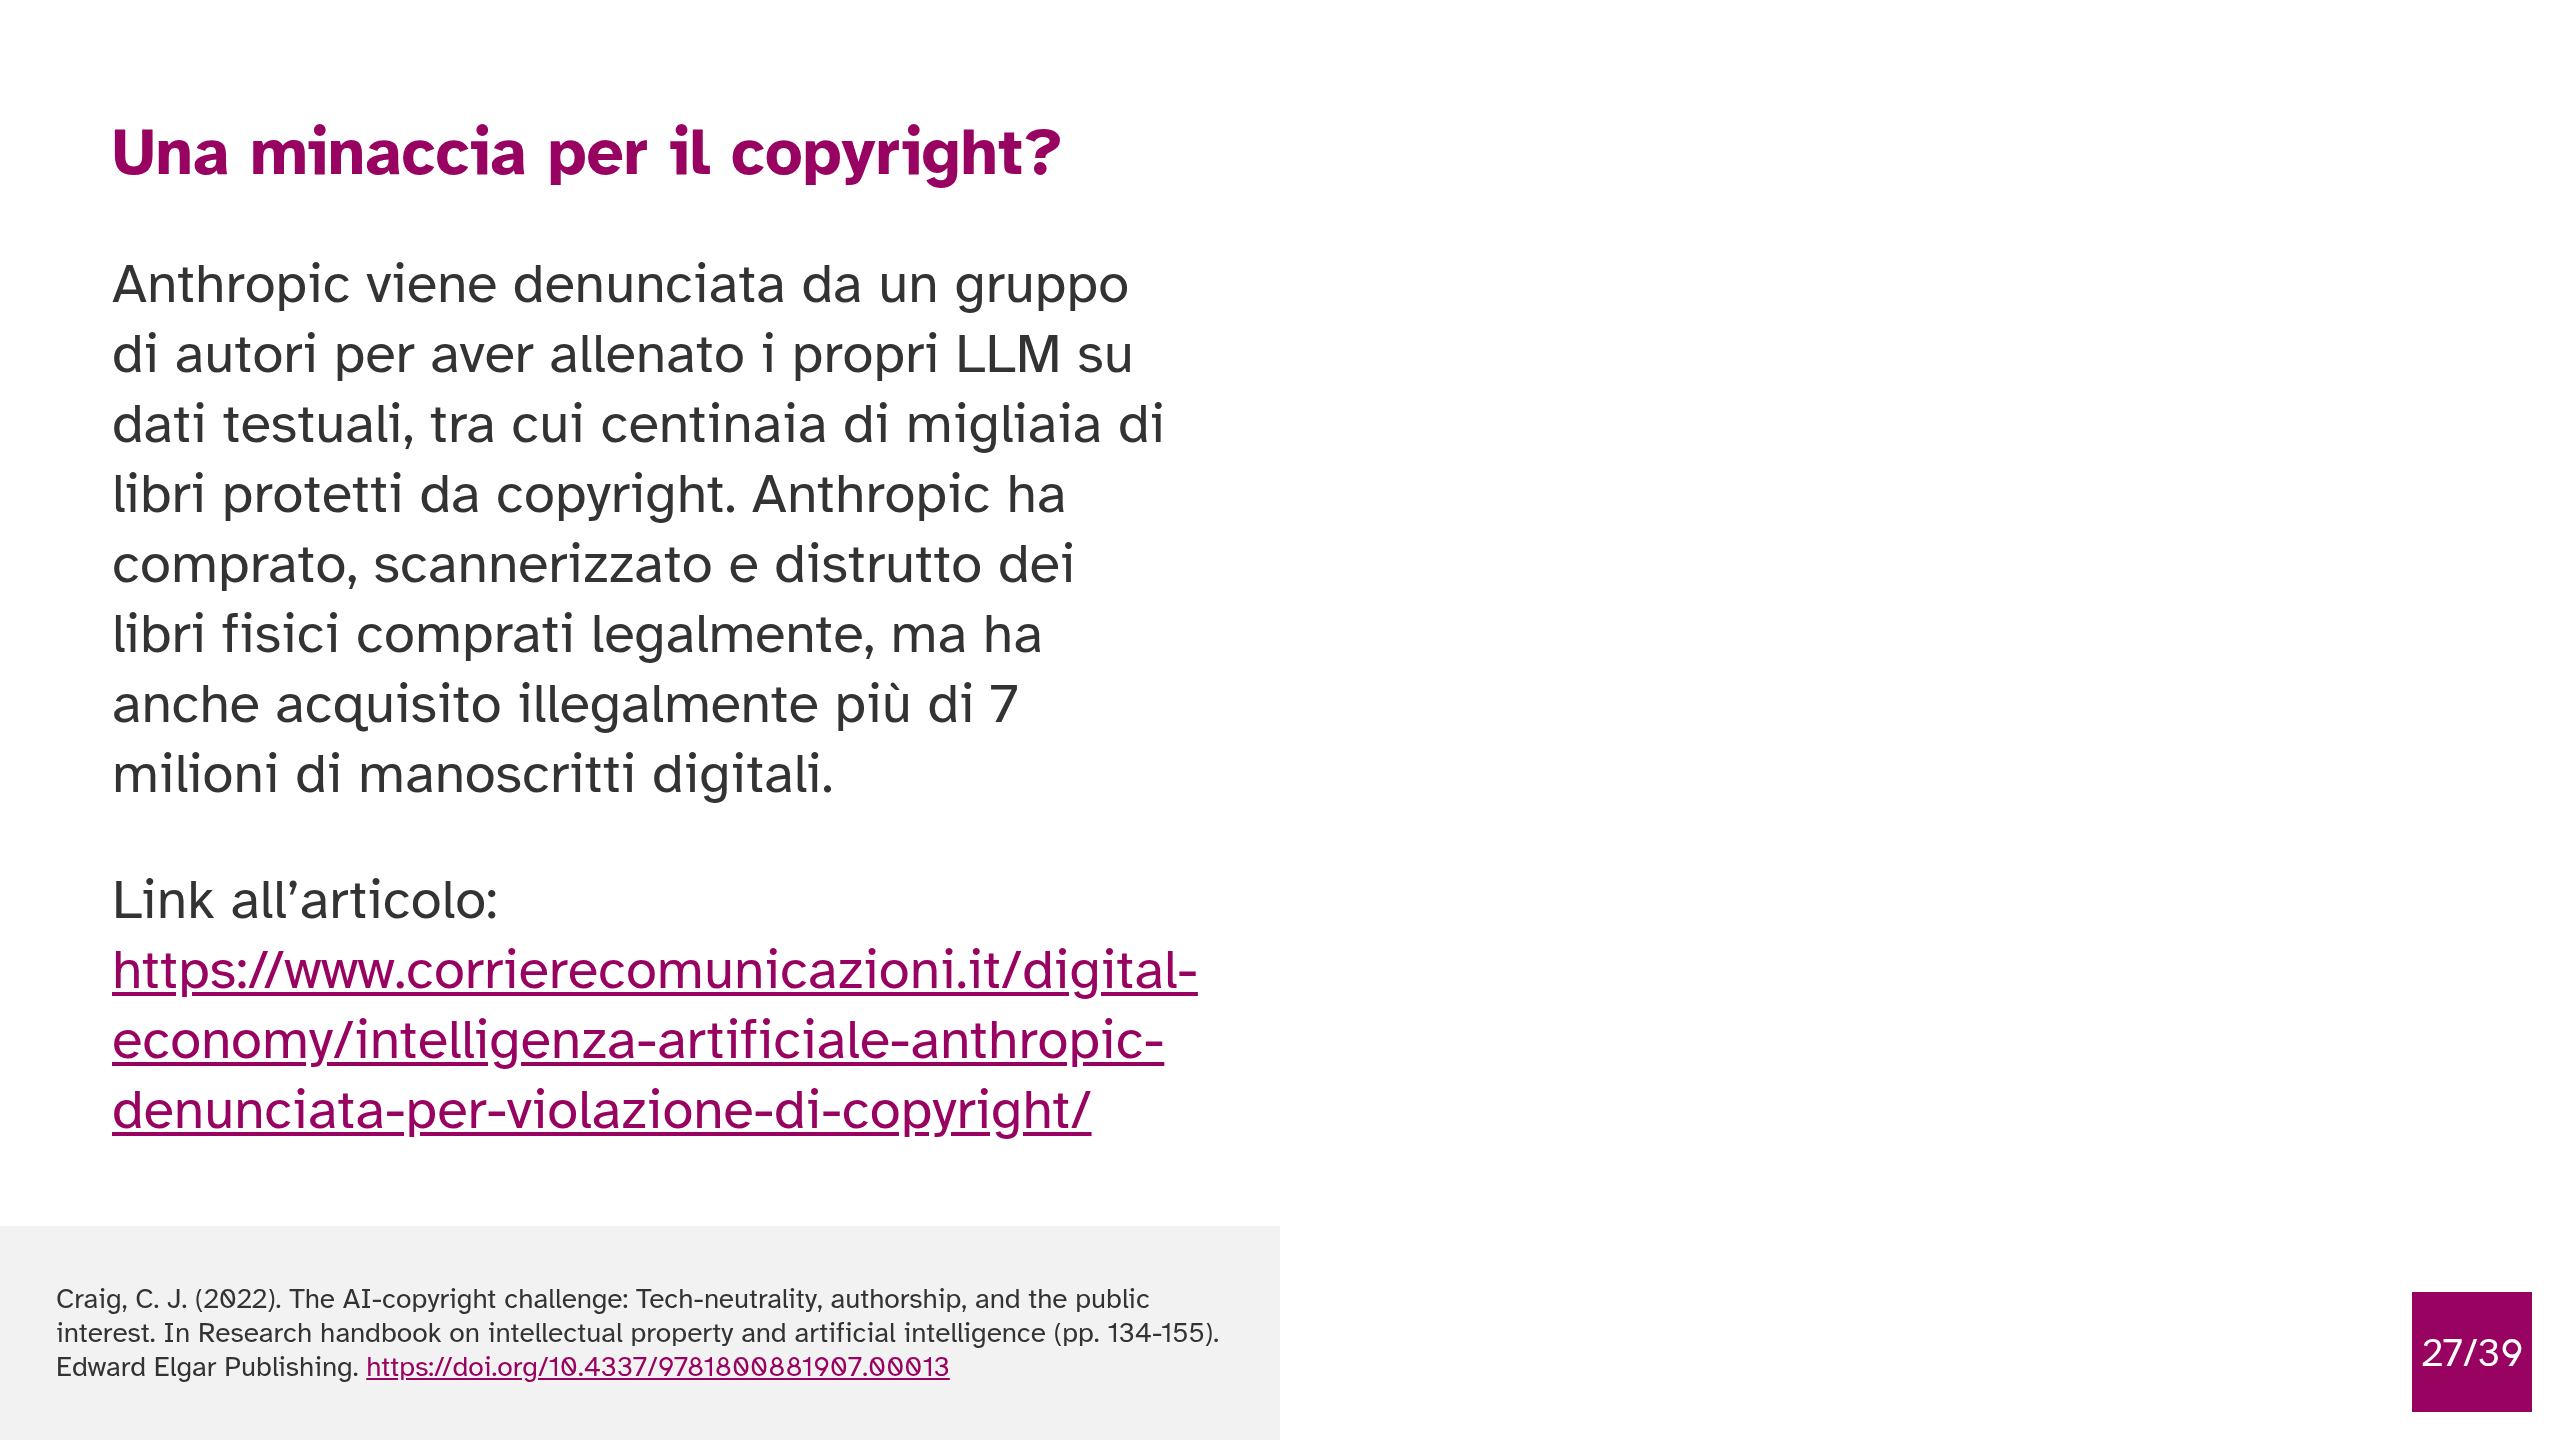 Una minaccia per il copyright?
Anthropic viene denunciata da un gruppo
di autori per aver allenato i propri LLM su
dati testuali, tra cui centinaia di migliaia di
libri protetti da copyright. Anthropic ha
comprato, scannerizzato e distrutto dei
libri fisici comprati legalmente, ma ha
anche acquisito illegalmente più di 7
milioni di manoscritti digitali.
Link all’articolo:
https://www.corrierecomunicazioni.it/digital-
economy/intelligenza-artificiale-anthropic-
denunciata-per-violazione-di-copyright/
Craig, C. J. (2022). The AI-copyright challenge: Tech-neutrality, authorship, and the public
interest. In Research handbook on intellectual property and artificial intelligence (pp. 134-155).
Edward Elgar Publishing. https://doi.org/10.4337/9781800881907.00013
27/39